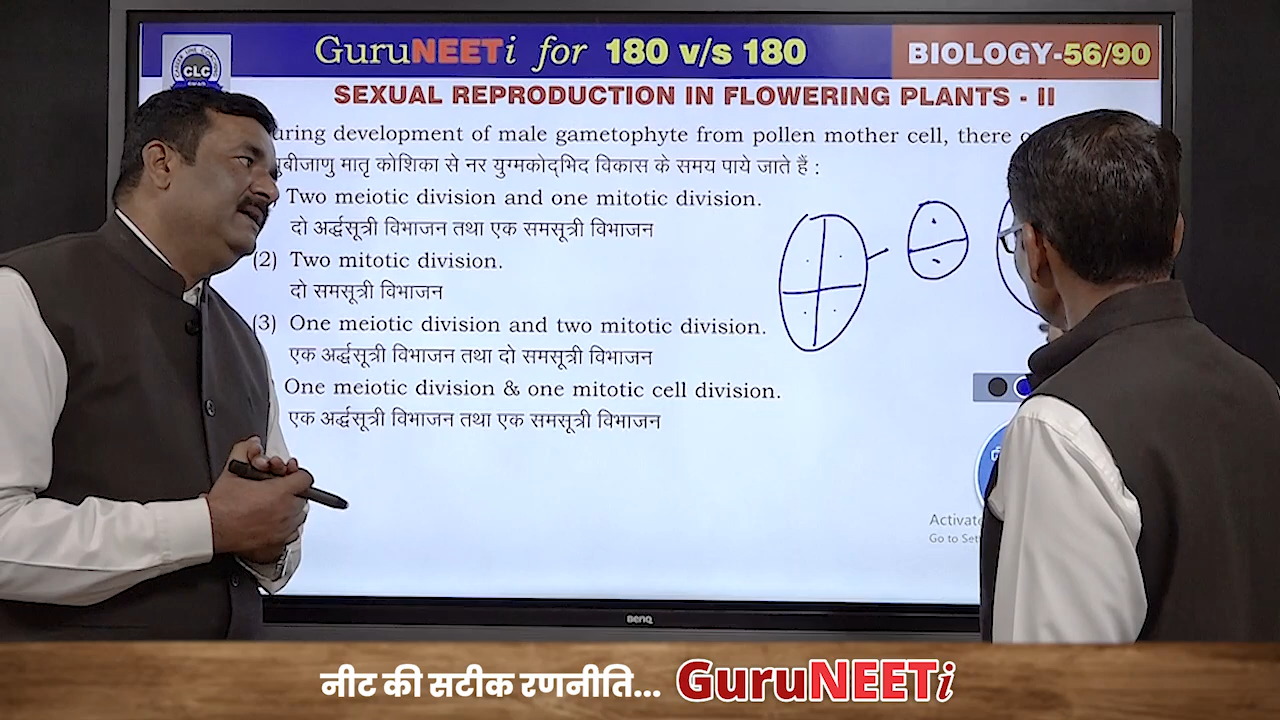 GuruNEETi for 180 v/s 180
BIOLOGY-56/90
CLC
SEXUAL REPRODUCTION IN FLOWERING PLANTS - II
development of male gametophyte from pollen mother cell, there
मातृ कोशिका से नर युग्मकोद्भिद विकास के समय पाये जाते हैं :
Two meiotic division and one mitotic division.
दो अर्द्धसूत्री विभाजन तथा एक समसूत्री विभाजन
(2) Two mitotic division.
दो समसूत्री विभाजन
(3) One meiotic division and two mitotic division.
एक अर्द्धसूत्री विभाजन तथा दो समसूत्री विभाजन
One meiotic division & one mitotic cell division.
एक अर्द्धसूत्री विभाजन तथा एक समसूत्री विभाजन
Go to
BenQ
नीट की सटीक रणनीति... GuruNEETi